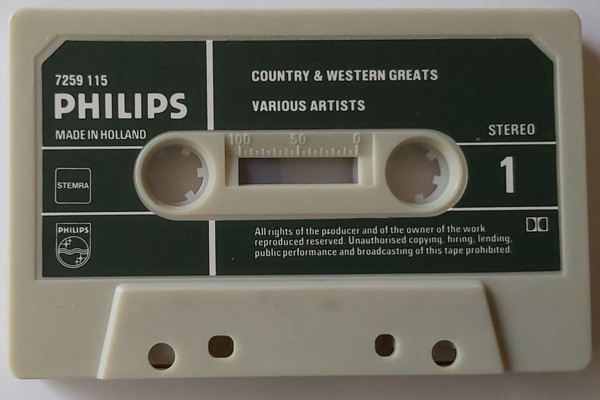 7259 115
PHILIPS
MADE IN HOLLAND
COUNTRY & WESTERN GREATS
VARIOUS ARTISTS
100 50 0
STEREO
1
STEMRA
PHILIPS
All rights of the producer and of the owner of the work
reproduced reserved. Unauthorised copying, hiring, lending,
public performance and broadcasting of this tape prohibited.